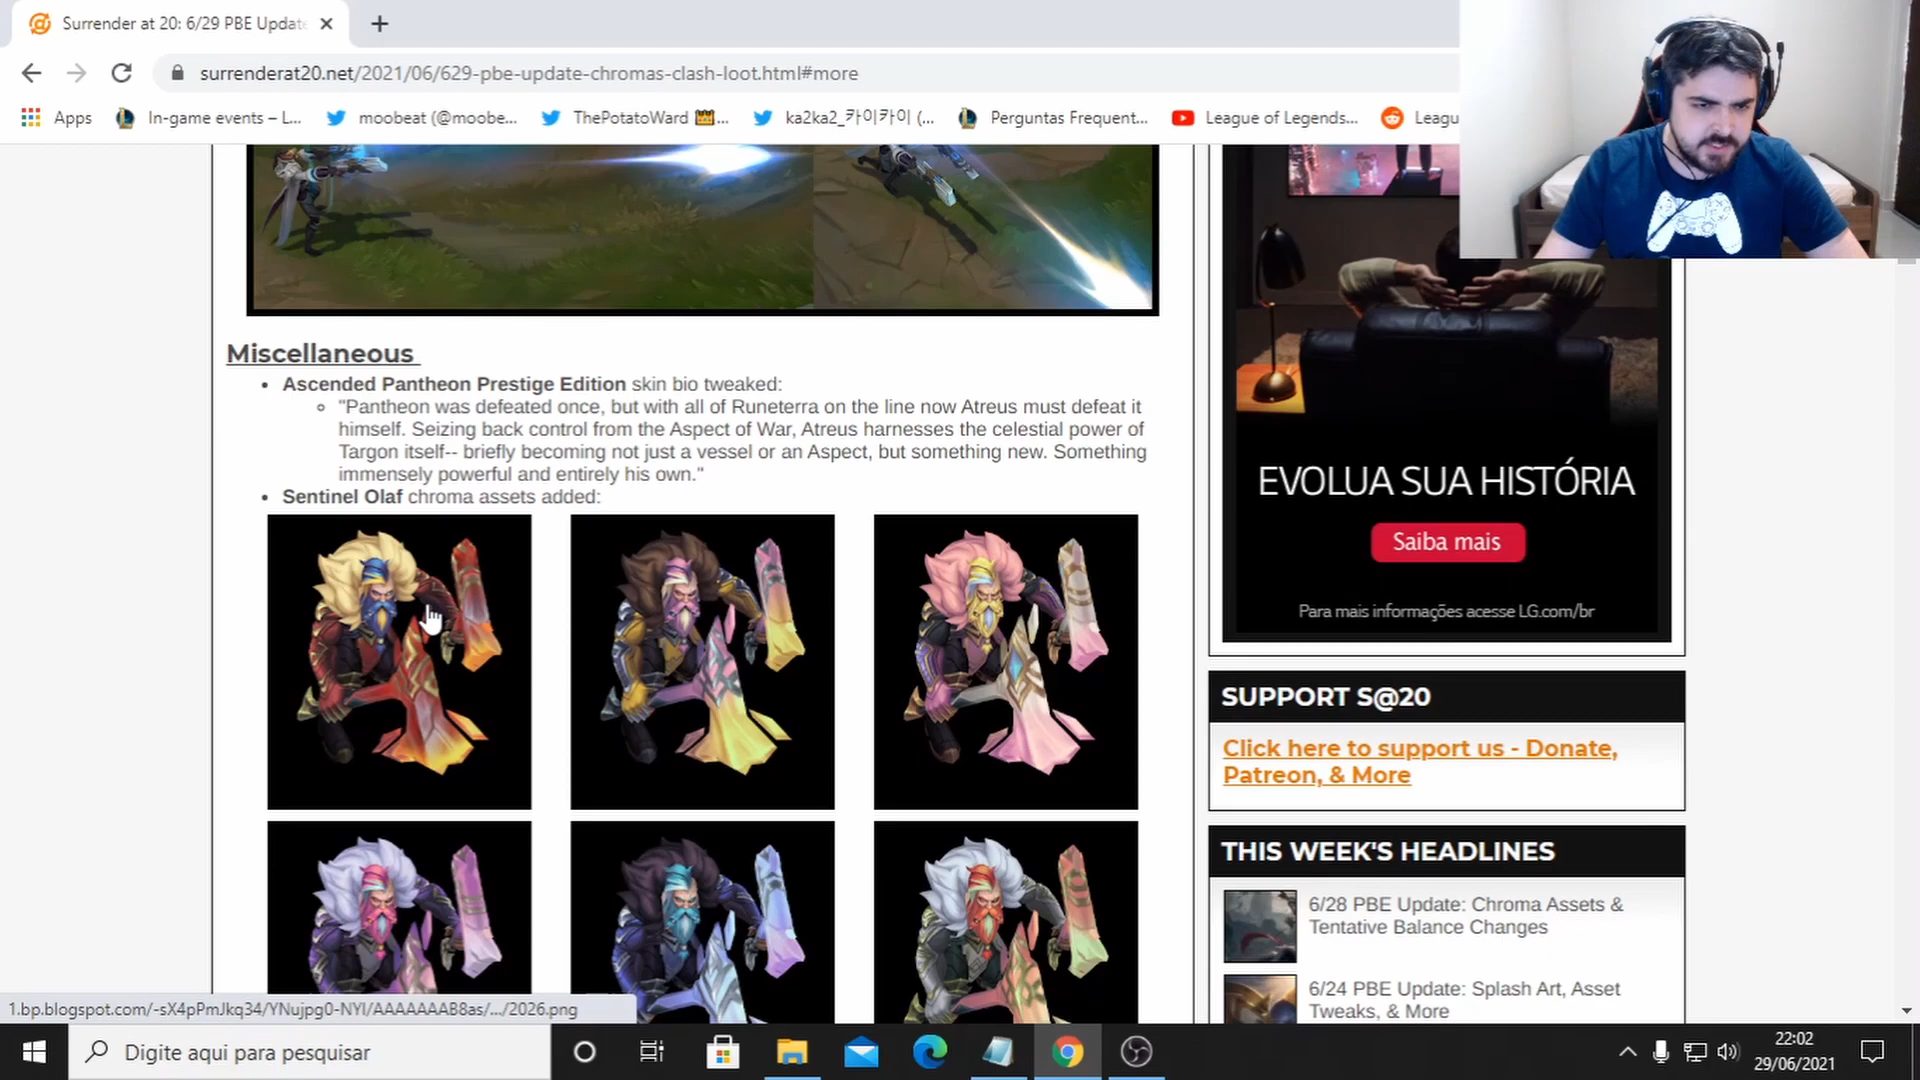 Surrender at 20: 6/29 PBE Updat
surrenderat20.net/2021/06/629-pbe-update-chromas-clash-loot.html#more
Apps
In-game events – L...
moobeat (@moobe...
ThePotatoWard 👑...
ka2ka2_카이카이 (...
Perguntas Frequent...
League of Legends...
Leagu
Miscellaneous
Ascended Pantheon Prestige Edition skin bio tweaked:
"Pantheon was defeated once, but with all of Runeterra on the line now Atreus must defeat it
himself. Seizing back control from the Aspect of War, Atreus harnesses the celestial power of
Targon itself-- briefly becoming not just a vessel or an Aspect, but something new. Something
immensely powerful and entirely his own."
Sentinel Olaf chroma assets added:
EVOLUA SUA HISTÓRIA
Saiba mais
Para mais informações acesse LG.com/br
SUPPORT S@20
Click here to support us - Donate,
Patreon, & More
THIS WEEK'S HEADLINES
6/28 PBE Update: Chroma Assets &
Tentative Balance Changes
6/24 PBE Update: Splash Art, Asset
Tweaks, & More
1.bp.blogspot.com/-sX4pPmJkq34/YNujpg0-NYI/AAAAAAAB8as/.../2026.png
Digite aqui para pesquisar
22:02
29/06/2021